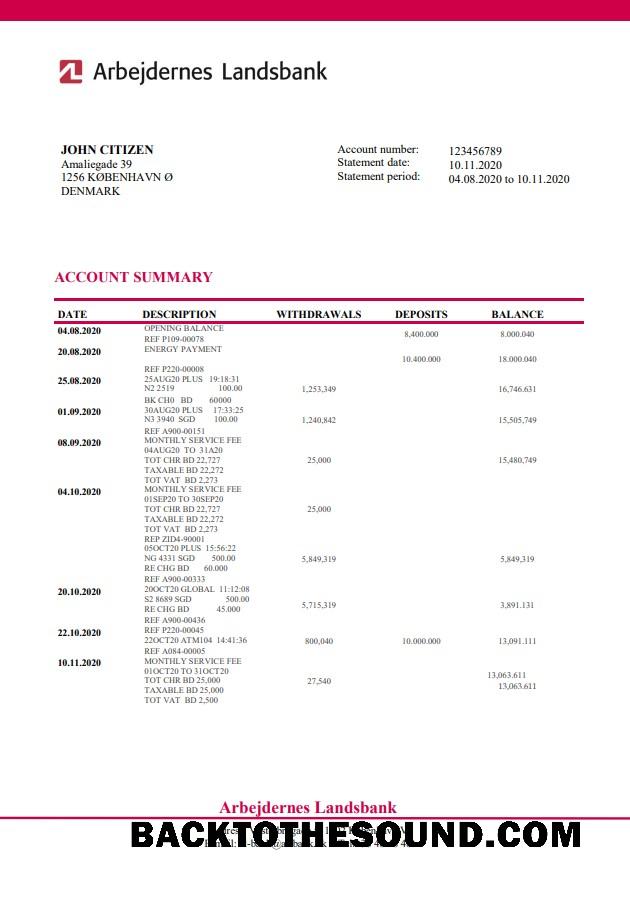 Arbejdernes Landsbank
JOHN CITIZEN
Amaliegade 39
1256 KØBENHAVN Ø
DENMARK
Account number: 123456789
Statement date: 10.11.2020
Statement period: 04.08.2020 to 10.11.2020
ACCOUNT SUMMARY
DATE DESCRIPTION WITHDRAWALS DEPOSITS BALANCE
04.08.2020 OPENING BALANCE
8,400.000 8.000.040
REF P109-00078
20.08.2020 ENERGY PAYMENT
10.400.000 18.000.040
REF P220-00008
25.08.2020 25AUG20 PLUS 19:18:31
N2 2519 100.00 1,253,349 16,746.631
BK CH0 BD 60000
01.09.2020 30AUG20 PLUS 17:33:25
N3 3940 SGD 100.00 1,240,842 15,505,749
REF A900-00151
08.09.2020 MONTHLY SERVICE FEE
04AUG20 TO 31A20
TOT CHR BD 22,727 25,000 15,480,749
TAXABLE BD 22,272
TOT VAT BD 2,273
04.10.2020 MONTHLY SERVICE FEE
01SEP20 TO 30SEP20
TOT CHR BD 22,727 25,000
TAXABLE BD 22,272
TOT VAT BD 2,273
REP ZID4-90001
05OCT20 PLUS 15:56:22
NG 4331 SGD 500.00 5,849,319 5,849,319
RE CHG BD 60.000
REF A900-00333
20.10.2020 20OCT20 GLOBAL 11:12:08
S2 8689 SGD 500.00
RE CHG BD 45.000 5,715,319 3,891.131
REF A900-00436
22.10.2020 REF P220-00045
22OCT20 ATM104 14:41:36 800,040 10.000.000 13,091.111
REF A084-00005
10.11.2020 MONTHLY SERVICE FEE
01OCT20 TO 31OCT20 13,063.611
TOT CHR BD 25,000 27,540
TAXABLE BD 25,000 13,063.611
TOT VAT BD 2,500
Arbejdernes Landsbank
BACKTOTHESOUND.COM